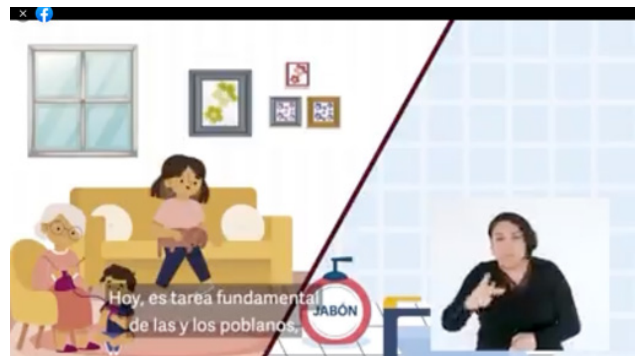 Hoy, es tarea fundamental
de las y los poblanos,
JABÓN